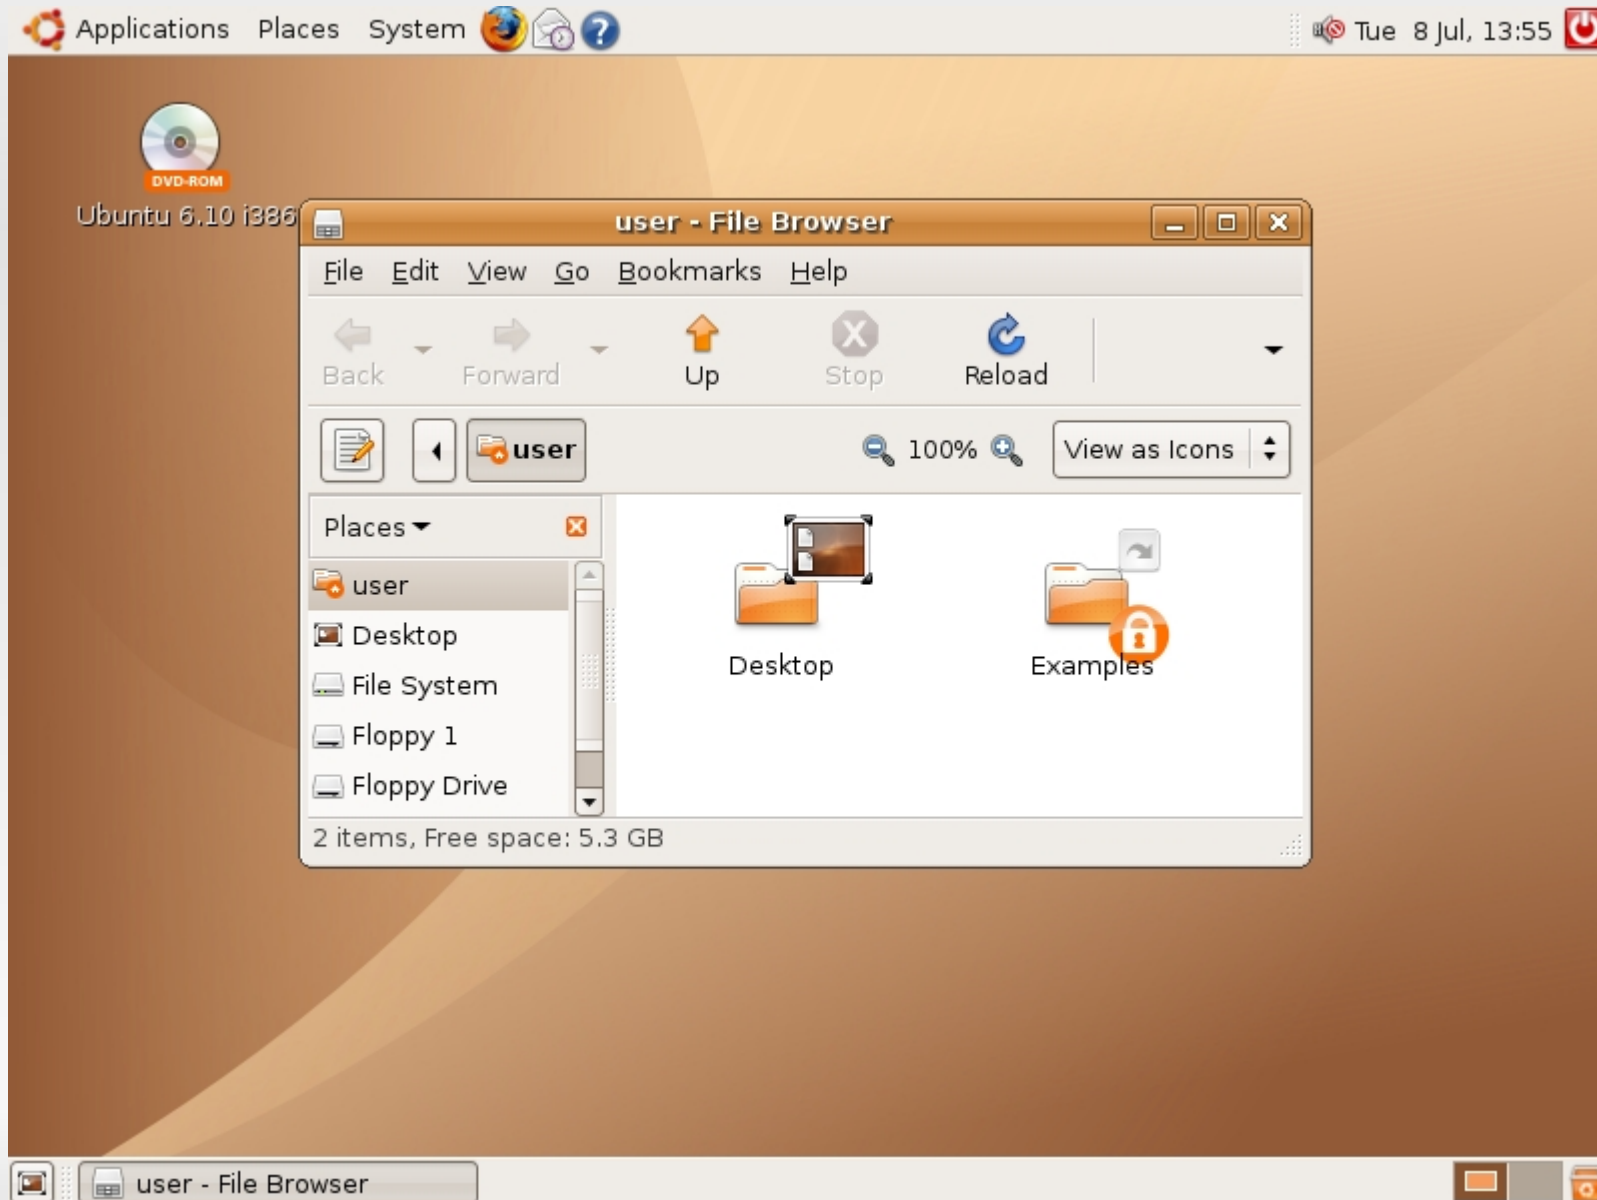 Applications Places System Tue 8 Jul, 13:55
DVD-ROM
Ubuntu 6.10 i386
user - File Browser
File Edit View Go Bookmarks Help
Back Forward Up Stop Reload
user 100% View as Icons
Places
user
Desktop
File System
Floppy 1
Floppy Drive
Desktop Examples
2 items, Free space: 5.3 GB
user - File Browser